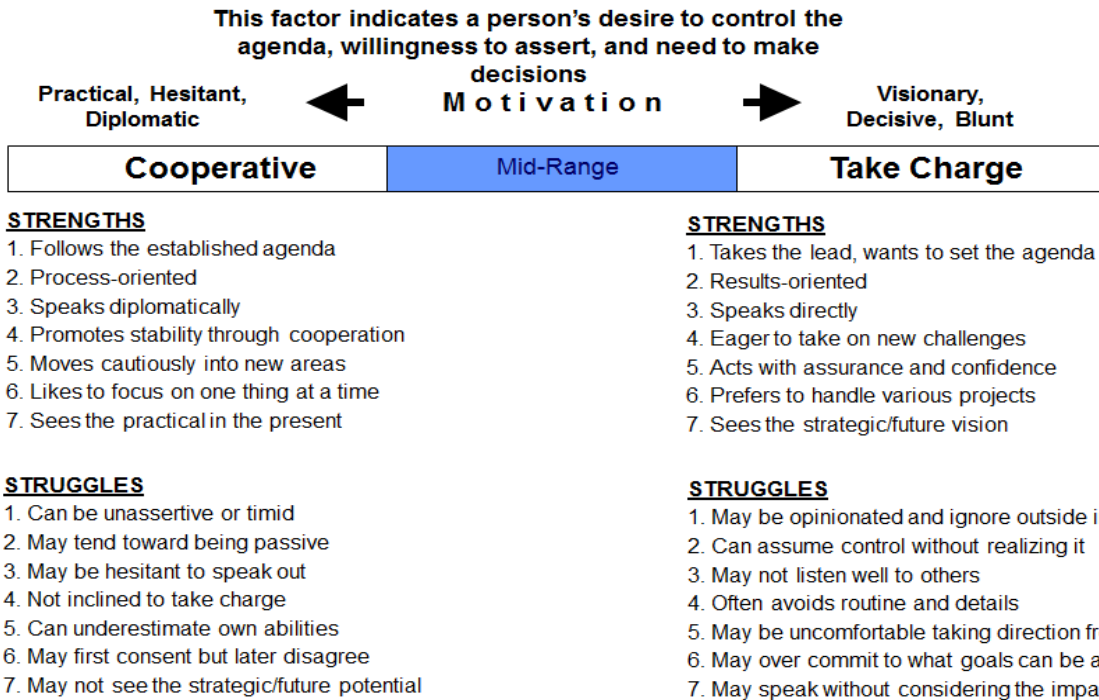 This factor indicates a person's desire to control the
agenda, willingness to assert, and need to make
decisions
Practical, Hesitant,
Diplomatic
Motivation
Visionary,
Decisive, Blunt
Cooperative
Mid-Range
Take Charge
STRENGTHS
1. Follows the established agenda
2. Process-oriented
3. Speaks diplomatically
4. Promotes stability through cooperation
5. Moves cautiously into new areas
6. Likes to focus on one thing at a time
7. Sees the practical in the present
STRUGGLES
1. Can be unassertive or timid
2. May tend toward being passive
3. May be hesitant to speak out
4. Not inclined to take charge
5. Can underestimate own abilities
6. May first consent but later disagree
7. May not see the strategic/future potential
STRENGTHS
1. Takes the lead, wants to set the agenda
2. Results-oriented
3. Speaks directly
4. Eager to take on new challenges
5. Acts with assurance and confidence
6. Prefers to handle various projects
7. Sees the strategic/future vision
STRUGGLES
1. May be opinionated and ignore outside
2. Can assume control without realizing it
3. May not listen well to others
4. Often avoids routine and details
5. May be uncomfortable taking direction
6. May over commit to what goals can be
7. May speak without considering the